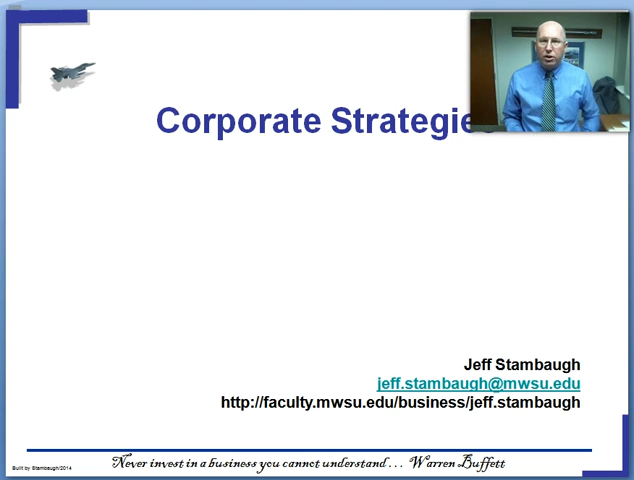 Corporate Strategies
Jeff Stambaugh
jeff.stambaugh@mwsu.edu
http://faculty.mwsu.edu/business/jeff.stambaugh
Never invest in a business you cannot understand . . . Warren Buffett
Built by Stambaugh/2014